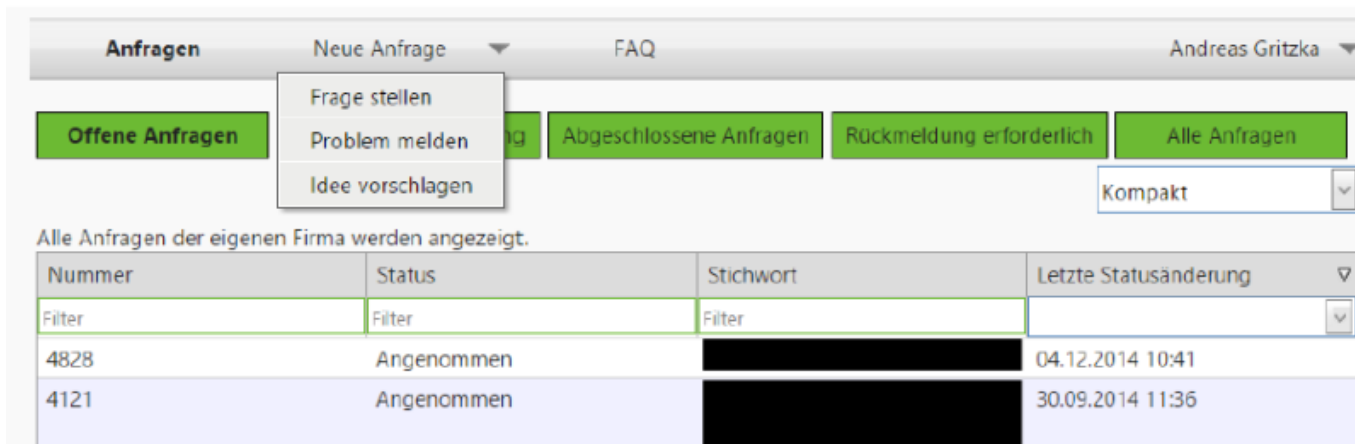 Anfragen Neue Anfrage FAQ Andreas Gritzka
Frage stellen
Problem melden
Idee vorschlagen
Offene Anfragen Abgeschlossene Anfragen Rückmeldung erforderlich Alle Anfragen
Kompakt
Alle Anfragen der eigenen Firma werden angezeigt.
Nummer Status Stichwort Letzte Statusänderung
Filter Filter Filter
4828 Angenommen 04.12.2014 10:41
4121 Angenommen 30.09.2014 11:36